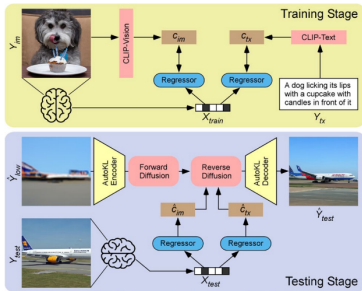 Training Stage
Y_im
CLIP-Vision
c_im
c_tx
CLIP-Text
Regressor
Regressor
A dog licking its lips
with a cupcake with
candles in front of it
X_train
Y_tx
Ŷ_low
AutoKL
Encoder
Forward
Diffusion
Reverse
Diffusion
AutoKL
Decoder
Ŷ_test
ĉ_im
ĉ_tx
Y_test
Regressor
Regressor
X_test
Testing Stage